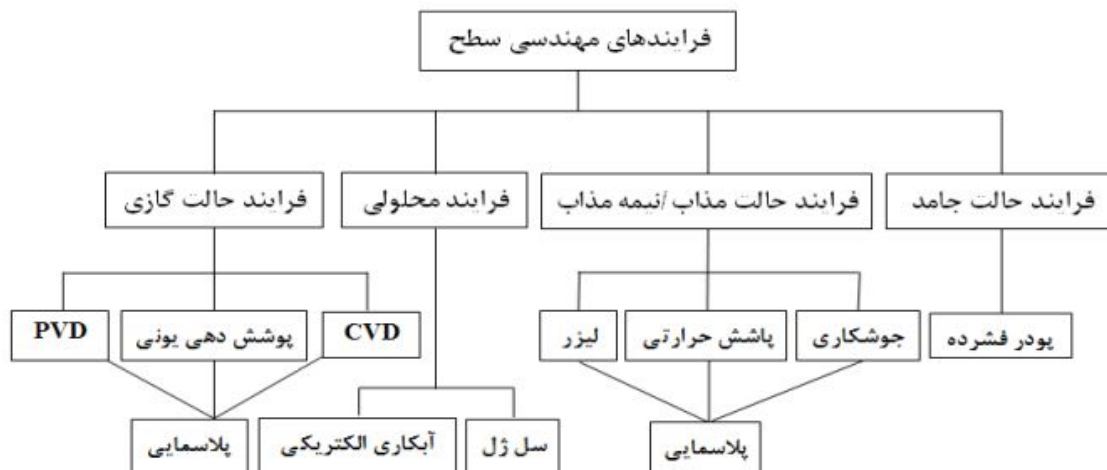 فرایندهای مهندسی سطح
فرایند حالت جامد
فرایند حالت مذاب /نیمه مذاب
فرایند محلولی
فرایند حالت گازی
پودر فشرده
جوشکاری
پاشش حرارتی
لیزر
CVD
پوشش دهی یونی
PVD
پلاسمایی
سل ژل
آبکاری الکتریکی
پلاسمایی